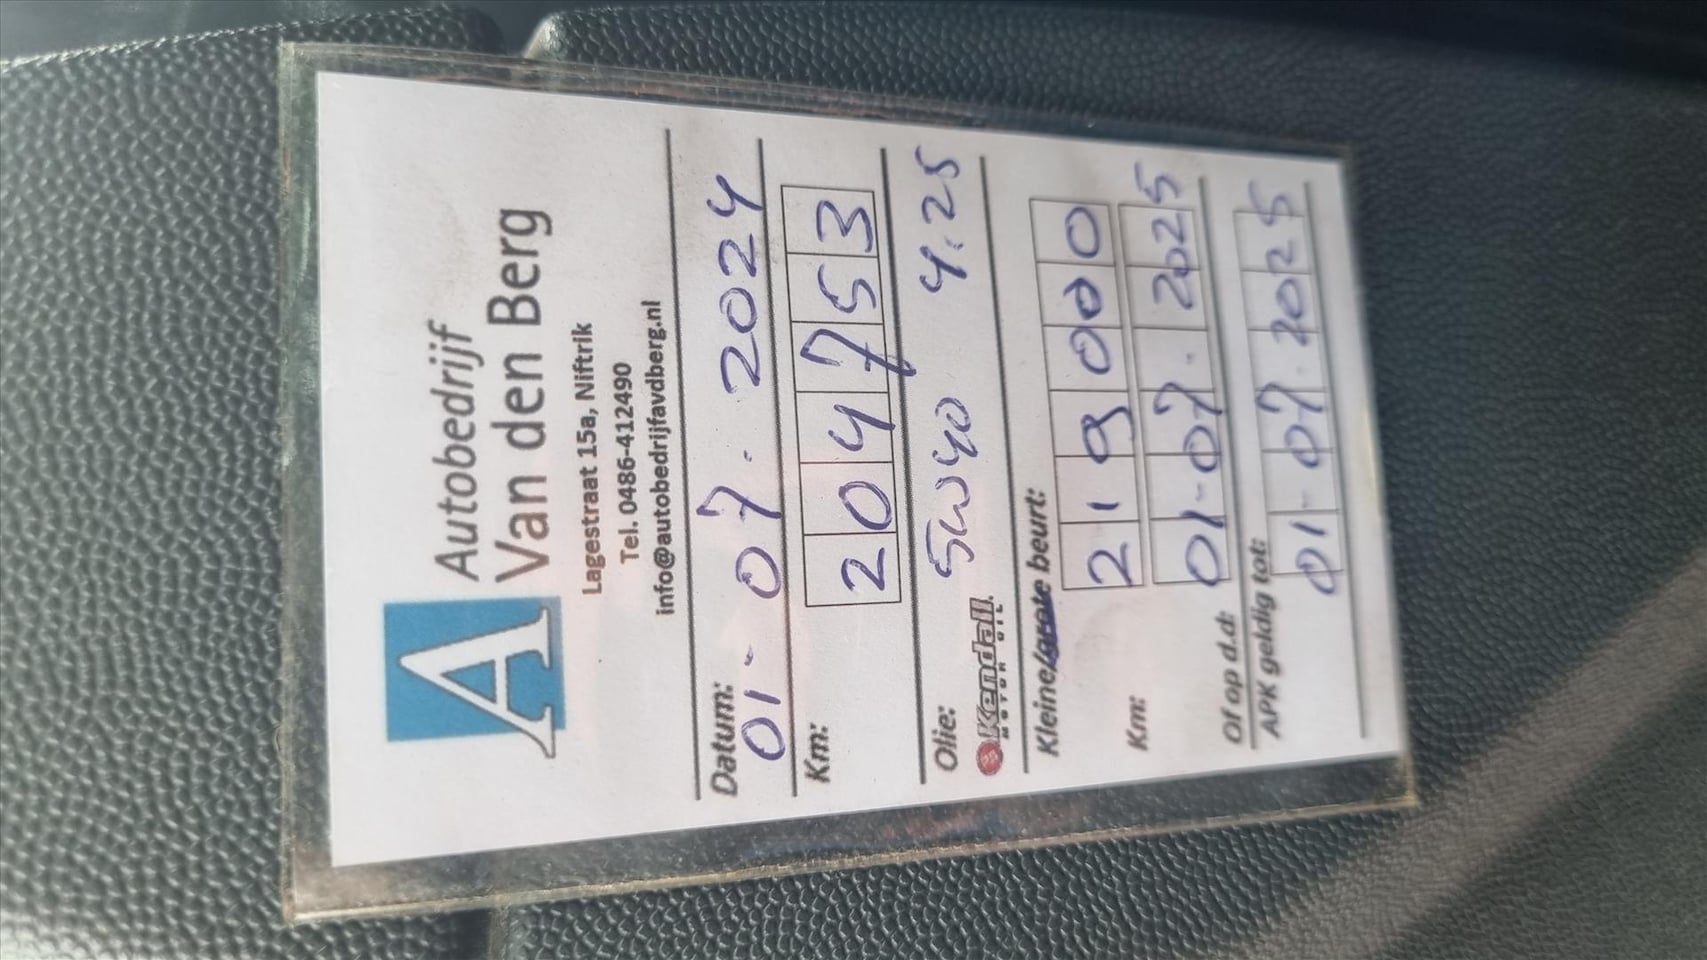 Autobedrijf
Van den Berg
Lagestraat 15a, Niftrik
Tel. 0486-412490
info@autobedrijfavdberg.nl
Datum:
01-07.2024
Km:
204753
Olie: 5W40 4.25
Kendall
MOTOR OIL
Kleine/grote beurt:
Km: 219000
Of op d.d: 01-07.2025
APK geldig tot:
01-07.2025